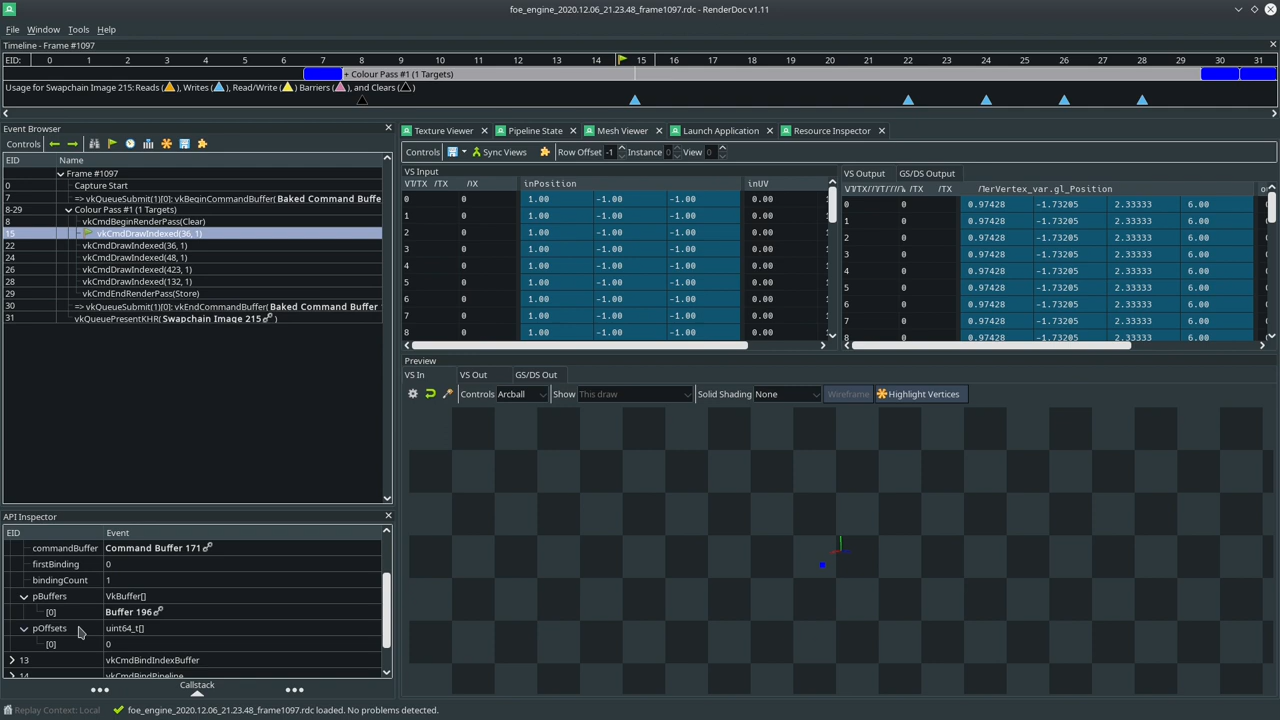 foe_engine_2020.12.06_21.23.48_frame1097.rdc - RenderDoc v1.11
File Window Tools Help
Timeline - Frame #1097
EID: 0 1 2 3 4 5 6 7 8 9 10 11 12 13 14 15 16 17 18 19 20 21 22 23 24 25 26 27 28 29 30 31
+ Colour Pass #1 (1 Targets)
Usage for Swapchain Image 215: Reads ( ), Writes ( ), Read/Write ( ) Barriers ( ), and Clears ( )
Event Browser
Controls
EID Name
Frame #1097
0 Capture Start
7 => vkQueueSubmit(1)[0]: vkBeginCommandBuffer( Baked Command Buffe
8-29 Colour Pass #1 (1 Targets)
8 vkCmdBeginRenderPass(Clear)
15 vkCmdDrawIndexed(36, 1)
22 vkCmdDrawIndexed(36, 1)
24 vkCmdDrawIndexed(48, 1)
26 vkCmdDrawIndexed(423, 1)
28 vkCmdDrawIndexed(132, 1)
29 vkCmdEndRenderPass(Store)
30 => vkQueueSubmit(1)[0]: vkEndCommandBuffer( Baked Command Buffer
31 vkQueuePresentKHR( Swapchain Image 215 )
API Inspector
EID Event
commandBuffer Command Buffer 171
firstBinding 0
bindingCount 1
pBuffers VkBuffer[]
[0] Buffer 196
pOffsets uint64_t[]
[0] 0
13 vkCmdBindIndexBuffer
14 vkCmdBindPipeline
Callstack
Texture Viewer Pipeline State Mesh Viewer Launch Application Resource Inspector
Controls Sync Views Row Offset -1 Instance 0 View 0
VS Input
inPosition inUV
0 0 1.00 -1.00 -1.00 0.00
1 0 1.00 -1.00 -1.00 0.00
2 0 1.00 -1.00 -1.00 0.00
3 0 1.00 -1.00 -1.00 0.00
4 0 1.00 -1.00 -1.00 0.00
5 0 1.00 -1.00 -1.00 0.00
6 0 1.00 -1.00 -1.00 0.00
7 0 1.00 -1.00 -1.00 0.00
8 0 1.00 -1.00 -1.00 0.00
VS Output GS/DS Output
erVertex_var.gl_Position
0 0 0.97428 -1.73205 2.33333 6.00
1 0 0.97428 -1.73205 2.33333 6.00
2 0 0.97428 -1.73205 2.33333 6.00
3 0 0.97428 -1.73205 2.33333 6.00
4 0 0.97428 -1.73205 2.33333 6.00
5 0 0.97428 -1.73205 2.33333 6.00
6 0 0.97428 -1.73205 2.33333 6.00
7 0 0.97428 -1.73205 2.33333 6.00
8 0 0.97428 -1.73205 2.33333 6.00
Preview
VS In VS Out GS/DS Out
Controls Arcball Show This draw Solid Shading None Wireframe Highlight Vertices
Replay Context: Local foe_engine_2020.12.06_21.23.48_frame1097.rdc loaded. No problems detected.